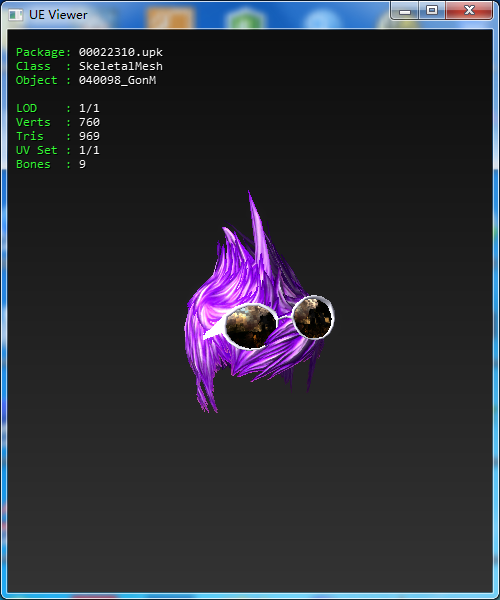 UE Viewer
Package: 00022310.upk
Class  : SkeletalMesh
Object : 040098_GonM
LOD    : 1/1
Verts  : 760
Tris   : 969
UV Set : 1/1
Bones  : 9